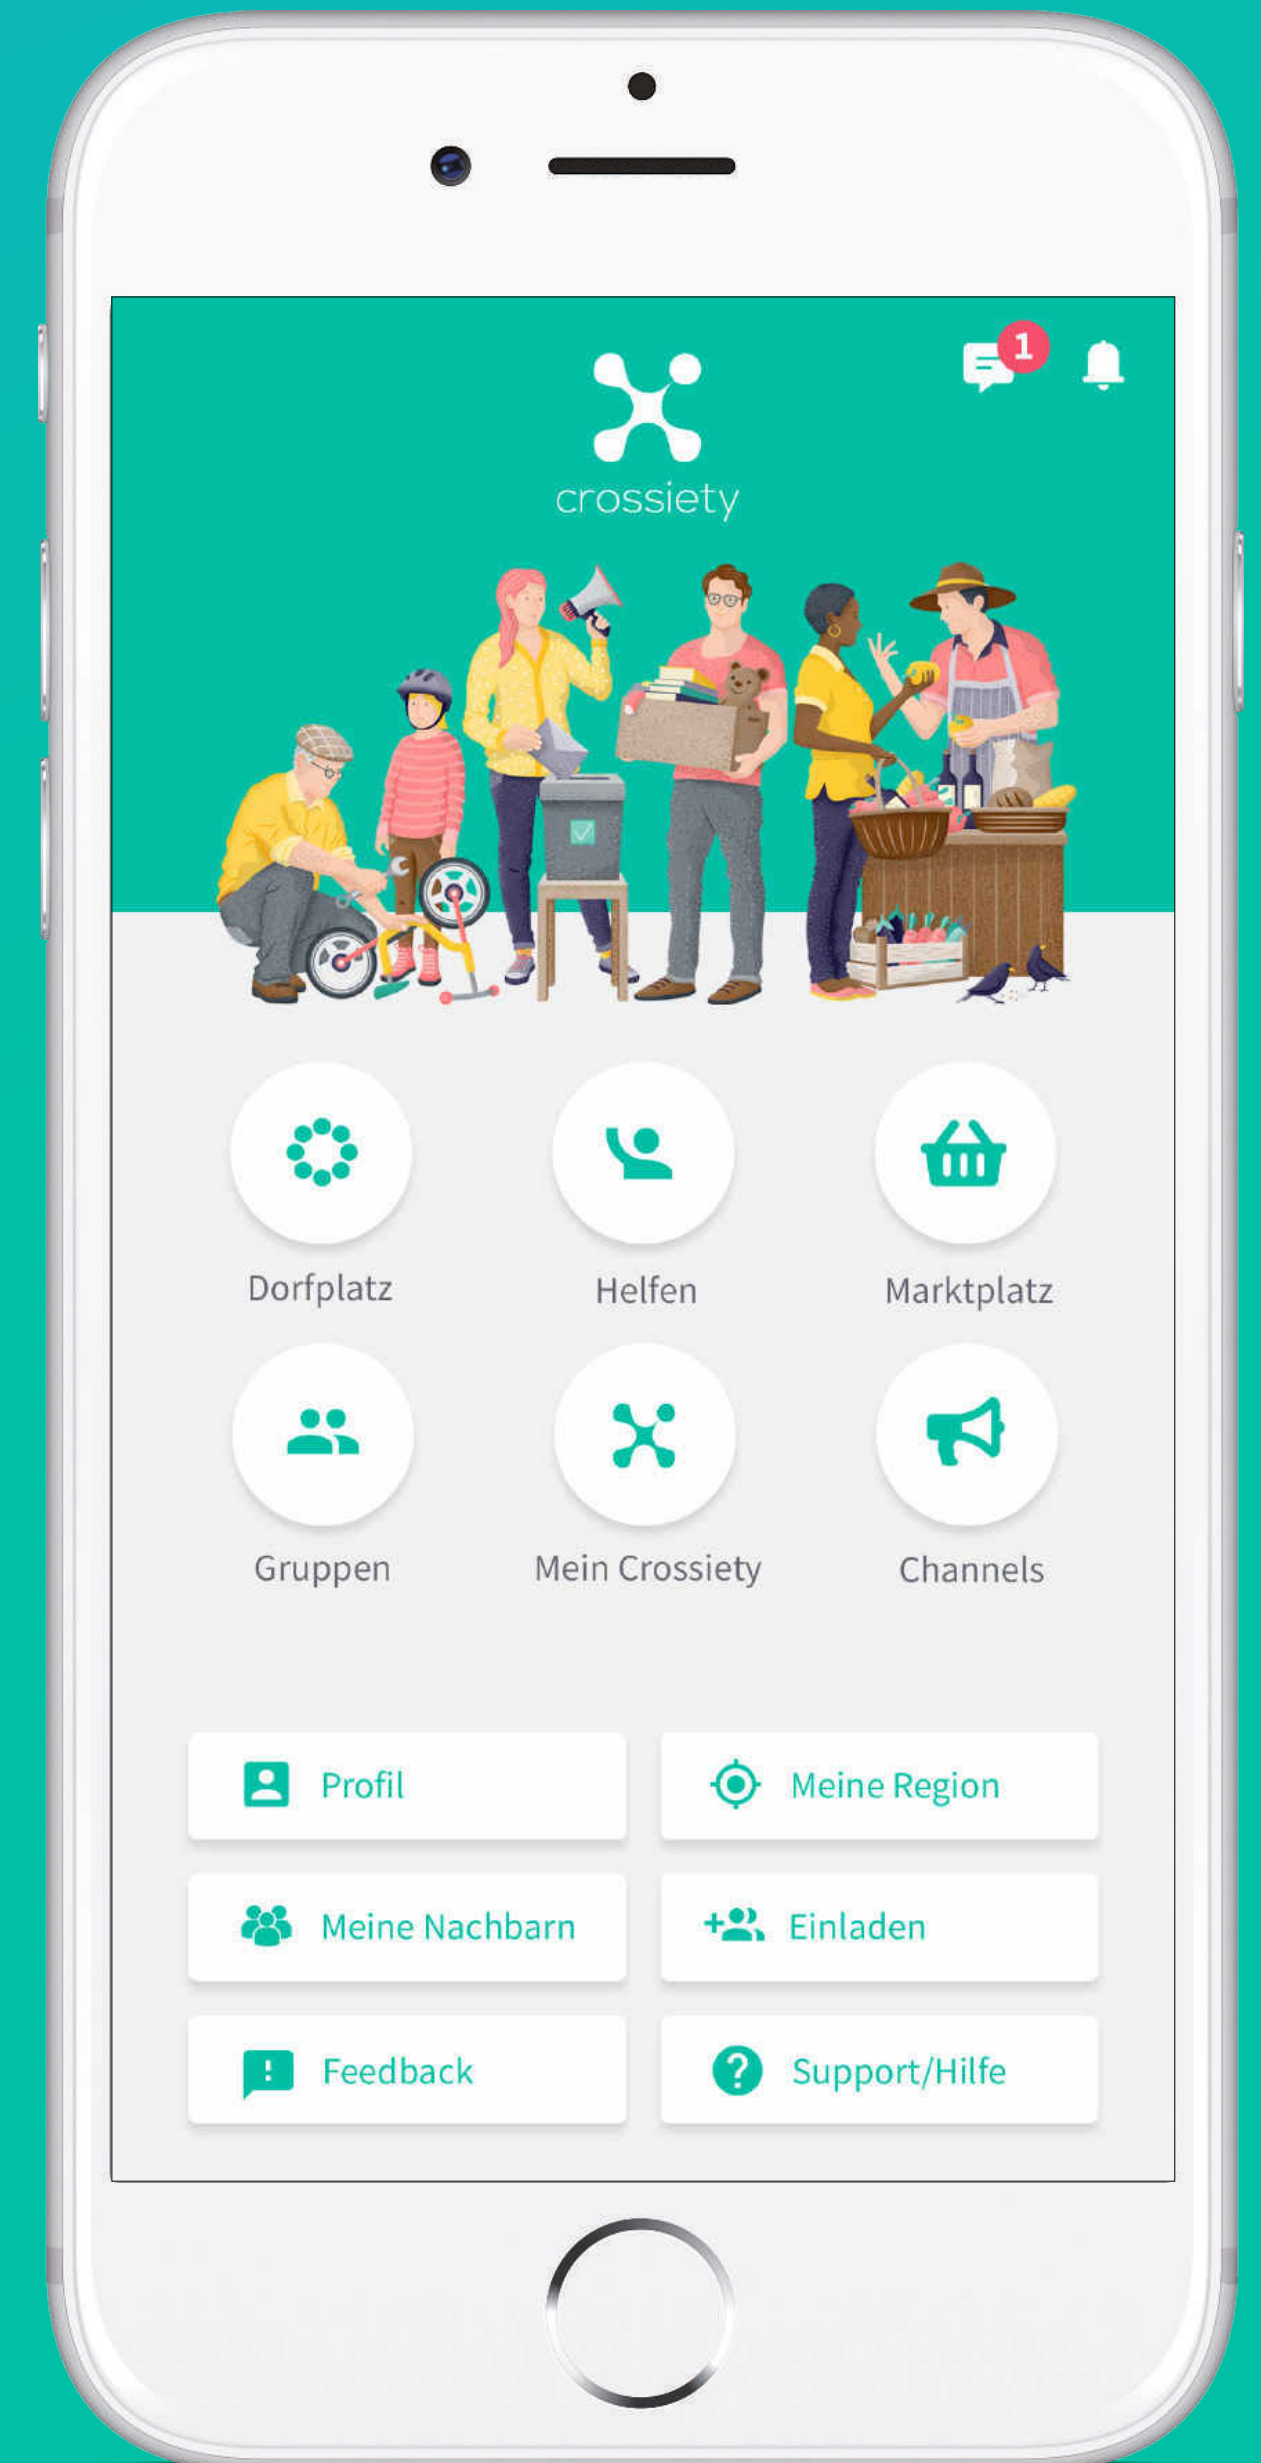 1
crossiety
Dorfplatz
Helfen
Marktplatz
Gruppen
Mein Crossiety
Channels
Profil
Meine Region
Meine Nachbarn
Einladen
Feedback
Support/Hilfe